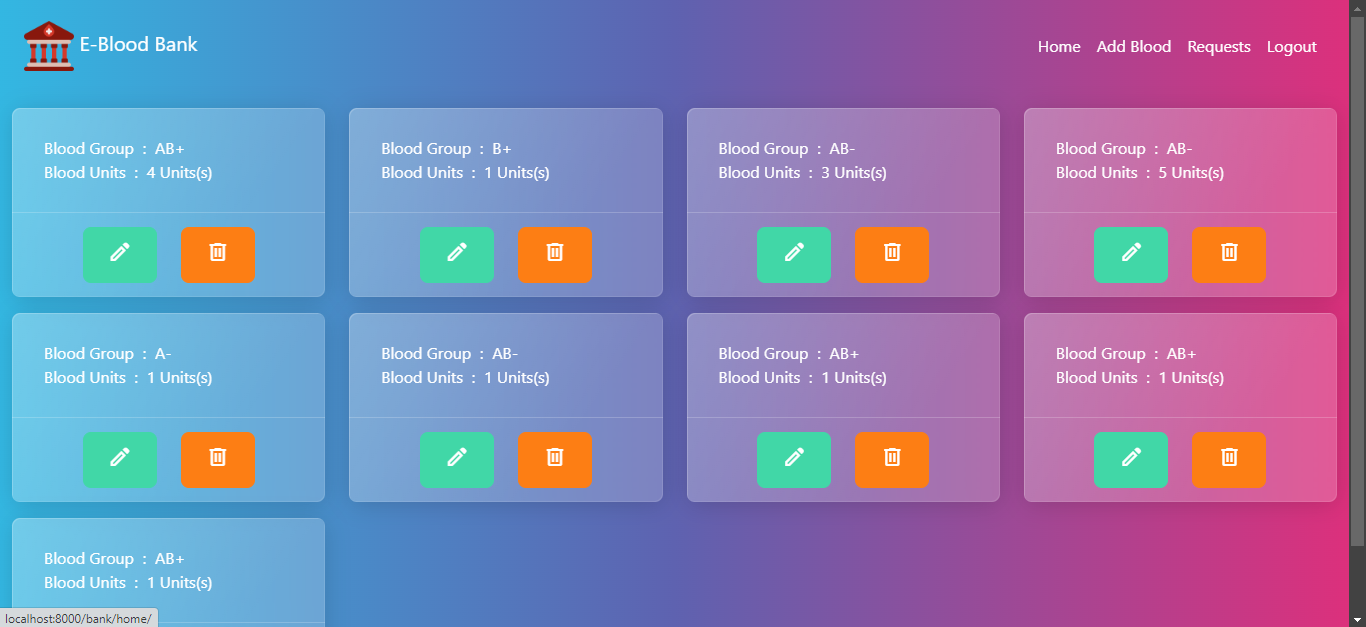 E-Blood Bank
Home Add Blood Requests Logout
Blood Group : AB+
Blood Units : 4 Units(s)
Blood Group : B+
Blood Units : 1 Units(s)
Blood Group : AB-
Blood Units : 3 Units(s)
Blood Group : AB-
Blood Units : 5 Units(s)
Blood Group : A-
Blood Units : 1 Units(s)
Blood Group : AB-
Blood Units : 1 Units(s)
Blood Group : AB+
Blood Units : 1 Units(s)
Blood Group : AB+
Blood Units : 1 Units(s)
Blood Group : AB+
Blood Units : 1 Units(s)
localhost:8000/bank/home/